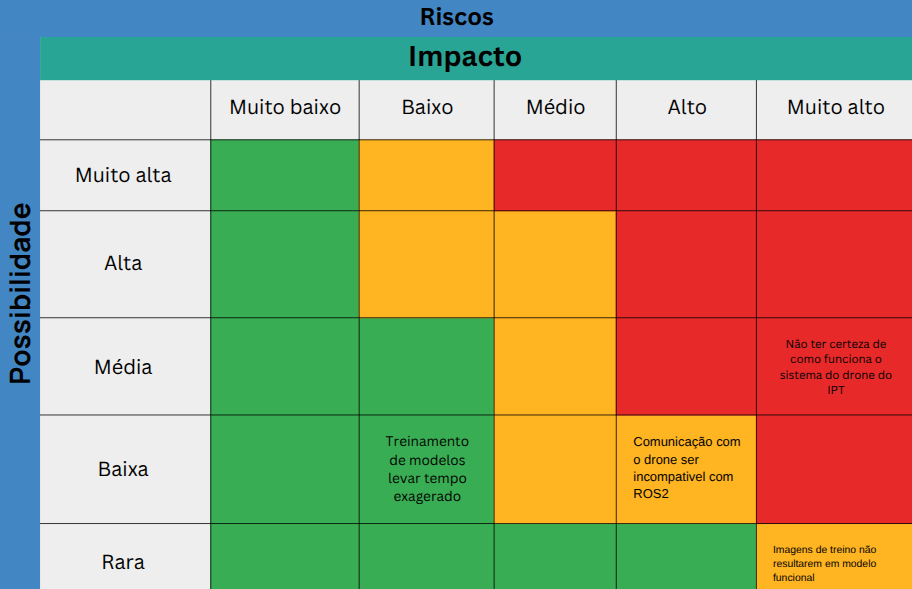 Riscos
Impacto
Muito baixo
Baixo
Médio
Alto
Muito alto
Possibilidade
Muito alta
Alta
Média
Não ter certeza de
como funciona o
sistema do drone do
IPT
Baixa
Treinamento
de modelos
levar tempo
exagerado
Comunicação com
o drone ser
incompativel com
ROS2
Rara
Imagens de treino não
resultarem em modelo
funcional